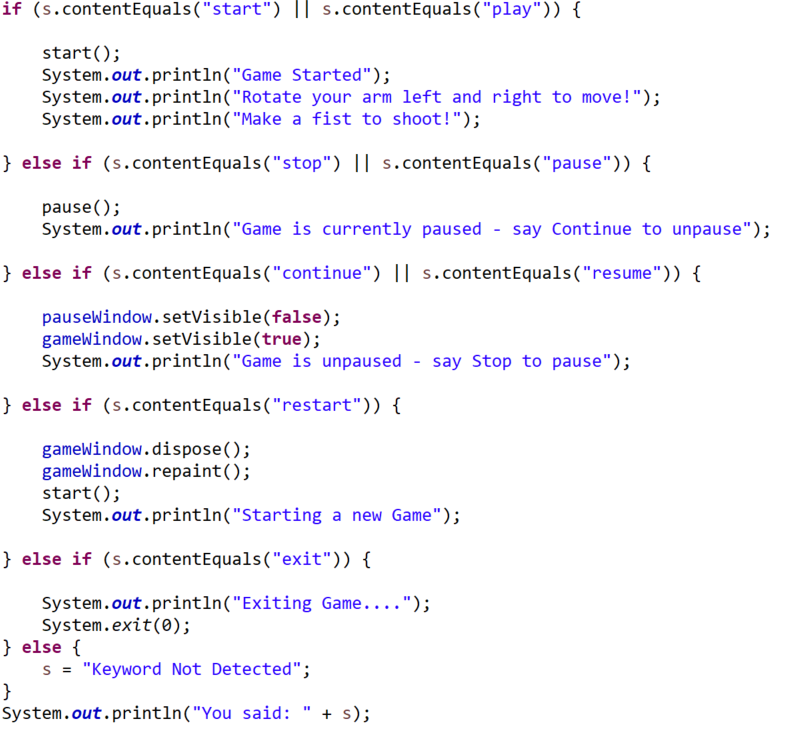 if (s.contentEquals("start") || s.contentEquals("play")) {
start();
System.out.println("Game Started");
System.out.println("Rotate your arm left and right to move!");
System.out.println("Make a fist to shoot!");
} else if (s.contentEquals("stop") || s.contentEquals("pause")) {
pause();
System.out.println("Game is currently paused - say Continue to unpause");
} else if (s.contentEquals("continue") || s.contentEquals("resume")) {
pauseWindow.setVisible(false);
gameWindow.setVisible(true);
System.out.println("Game is unpaused - say Stop to pause");
} else if (s.contentEquals("restart")) {
gameWindow.dispose();
gameWindow.repaint();
start();
System.out.println("Starting a new Game");
} else if (s.contentEquals("exit")) {
System.out.println("Exiting Game....");
System.exit(0);
} else {
s = "Keyword Not Detected";
}
System.out.println("You said: " + s);